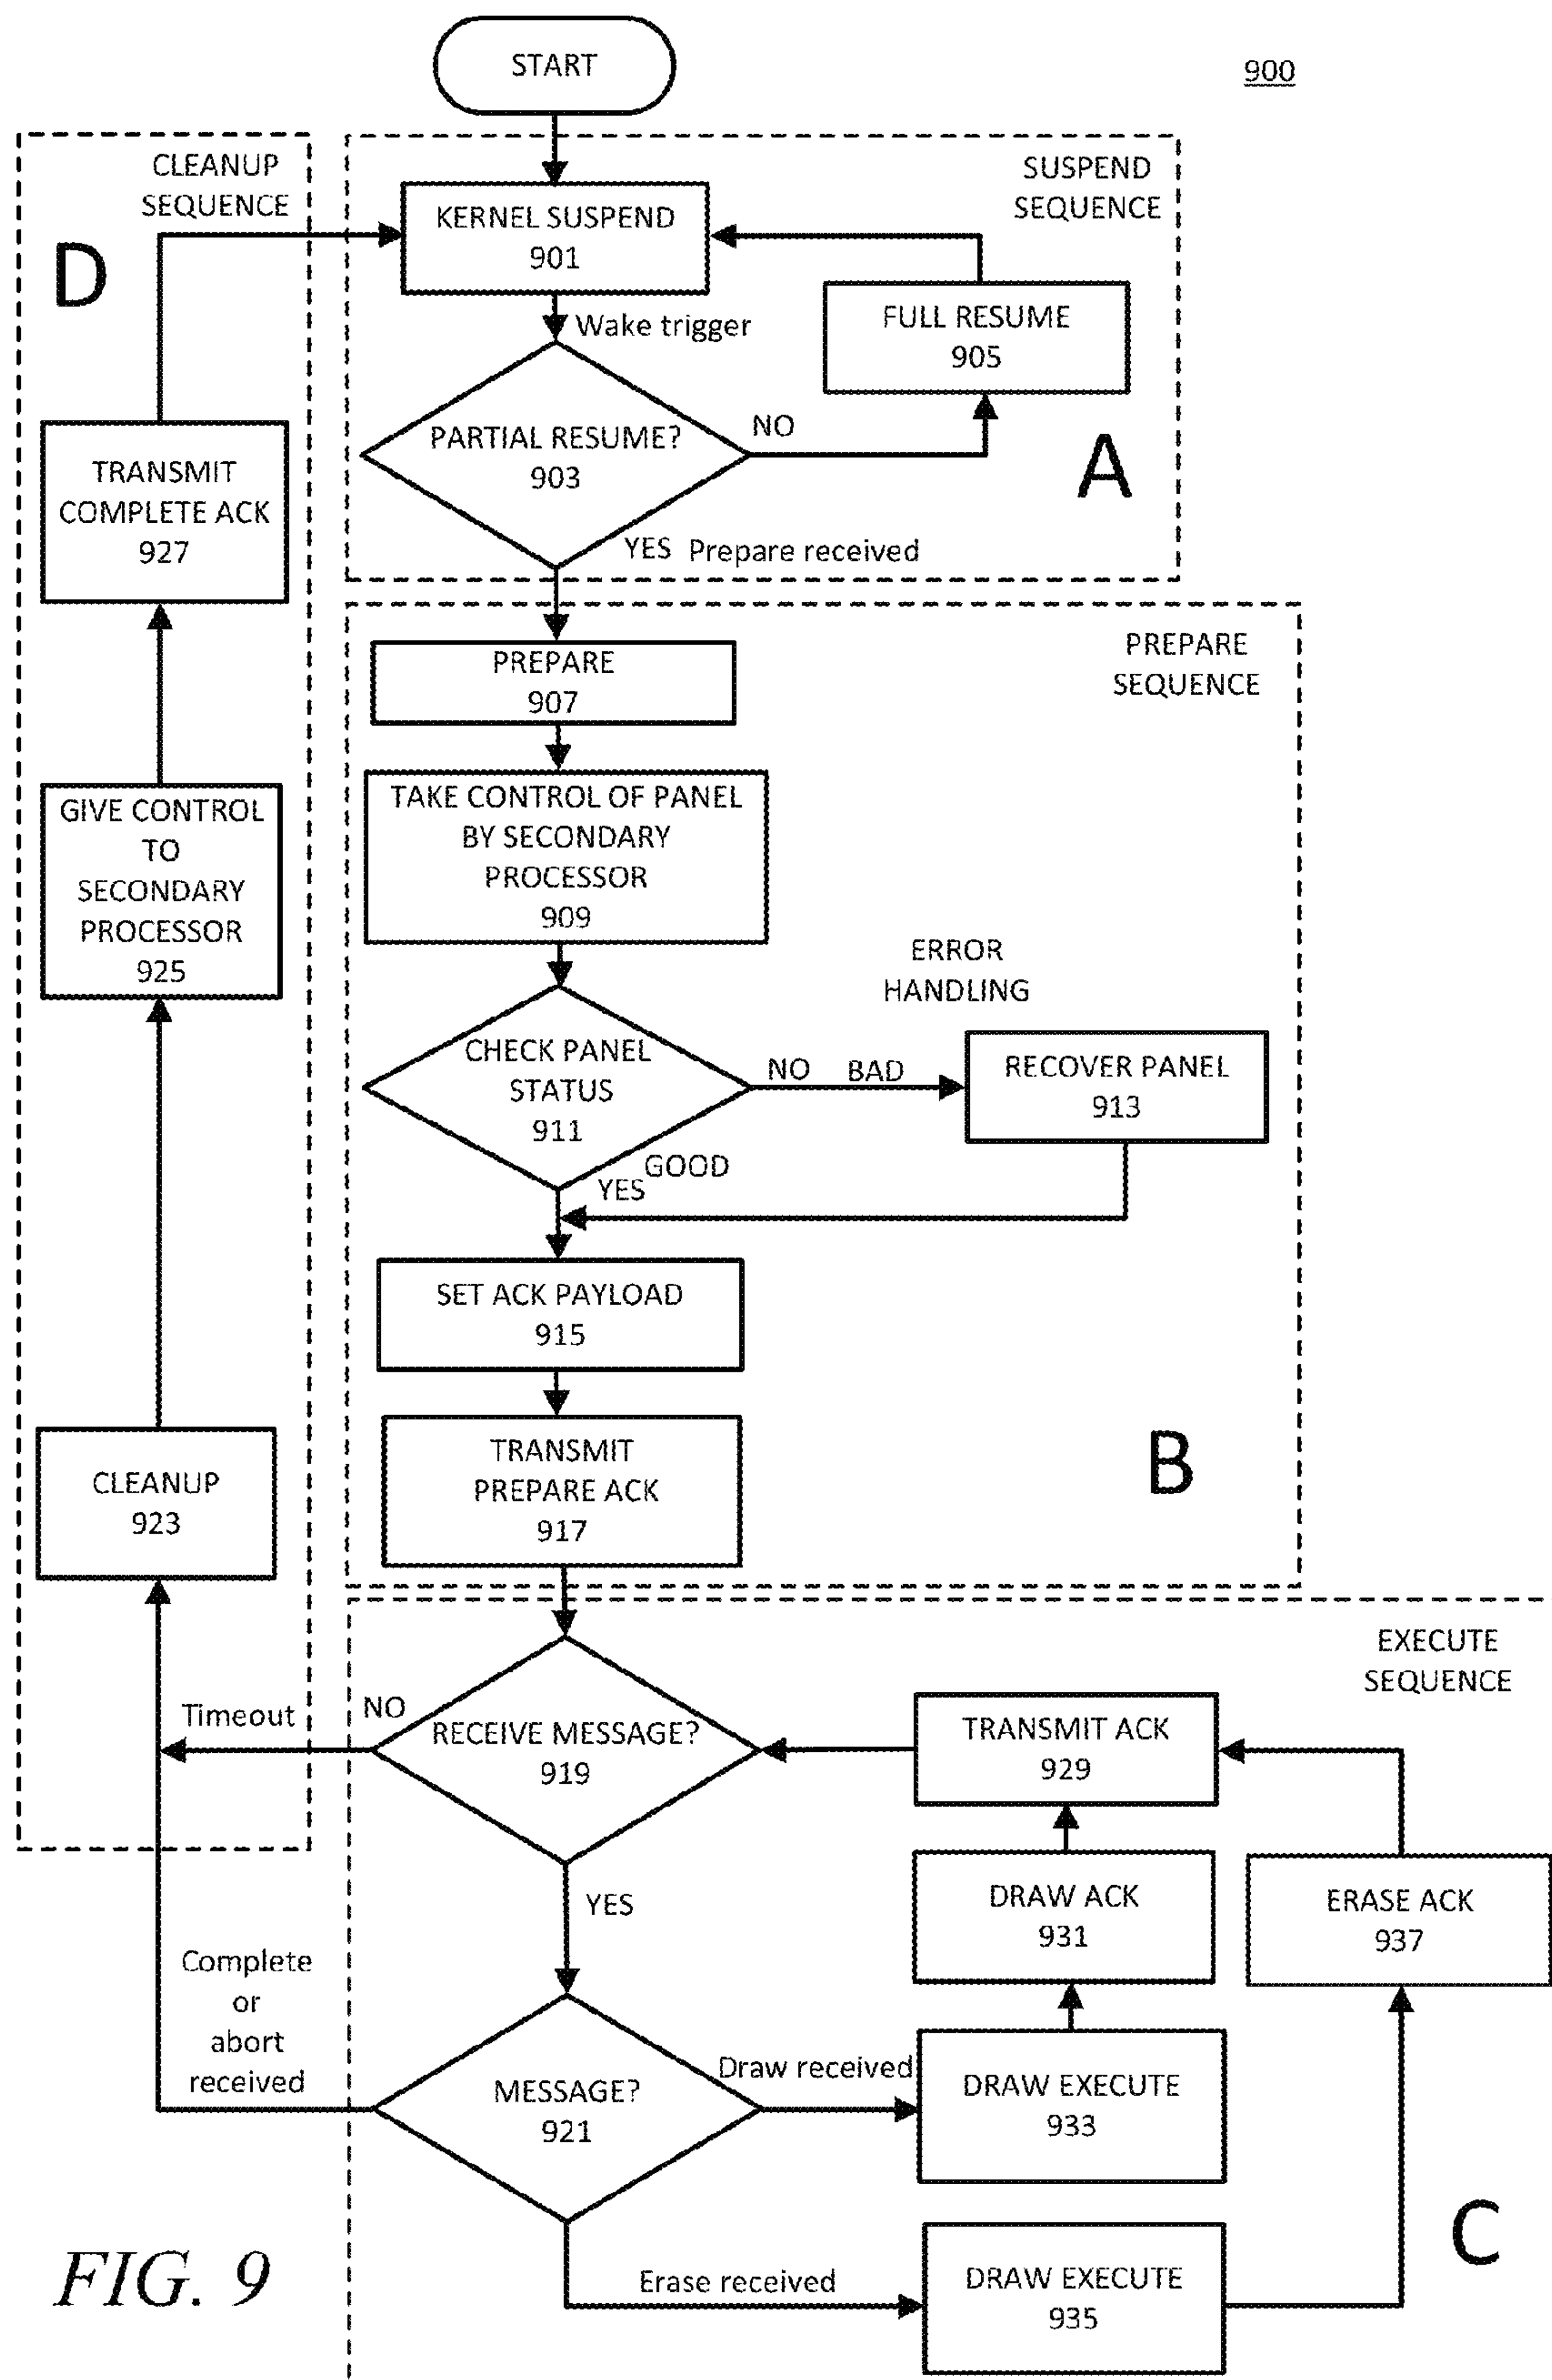 START
900
CLEANUP
SEQUENCE
D
SUSPEND
SEQUENCE
KERNEL SUSPEND
901
Wake trigger
FULL RESUME
905
PARTIAL RESUME?
903
NO
A
YES Prepare received
TRANSMIT
COMPLETE ACK
927
PREPARE
SEQUENCE
PREPARE
907
TAKE CONTROL OF PANEL
BY SECONDARY
PROCESSOR
909
GIVE CONTROL
TO
SECONDARY
PROCESSOR
925
ERROR
HANDLING
CHECK PANEL
STATUS
911
NO BAD
RECOVER PANEL
913
GOOD
YES
SET ACK PAYLOAD
915
TRANSMIT
PREPARE ACK
917
B
CLEANUP
923
EXECUTE
SEQUENCE
Timeout
NO
RECEIVE MESSAGE?
919
TRANSMIT ACK
929
YES
DRAW ACK
931
ERASE ACK
937
Complete
or
abort
received
MESSAGE?
921
Draw received
DRAW EXECUTE
933
C
Erase received
DRAW EXECUTE
935
FIG. 9